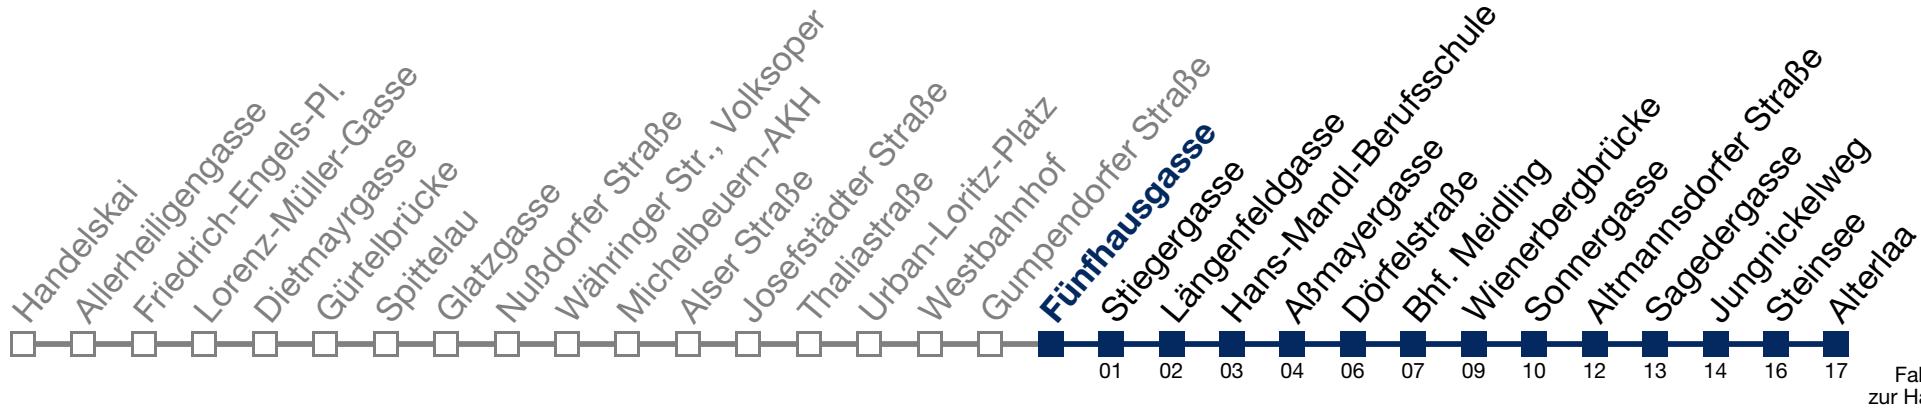 Handelskai
Allerheiligengasse
Friedrich-Engels-Pl.
Lorenz-Müller-Gasse
Dietmayrgasse
Gürtelbrücke
Spittelau
Glatzgasse
Nußdorfer Straße
Währinger Str., Volksoper
Michelbeuern-AKH
Alser Straße
Josefstädter Straße
Thaliastraße
Urban-Loritz-Platz
Westbahnhof
Gumpendorfer Straße
Fünfhausgasse
Stiegergasse
Längenfeldgasse
Hans-Mandl-Berufsschule
Aßmayergasse
Dörfelstraße
Bhf. Meidling
Wienerbergbrücke
Sonnergasse
Altmannsdorfer Straße
Sagedergasse
Jungnickelweg
Steinsee
Alterlaa
01 02 03 04 06 07 09 10 12 13 14 16 17
Fal
zur Ha